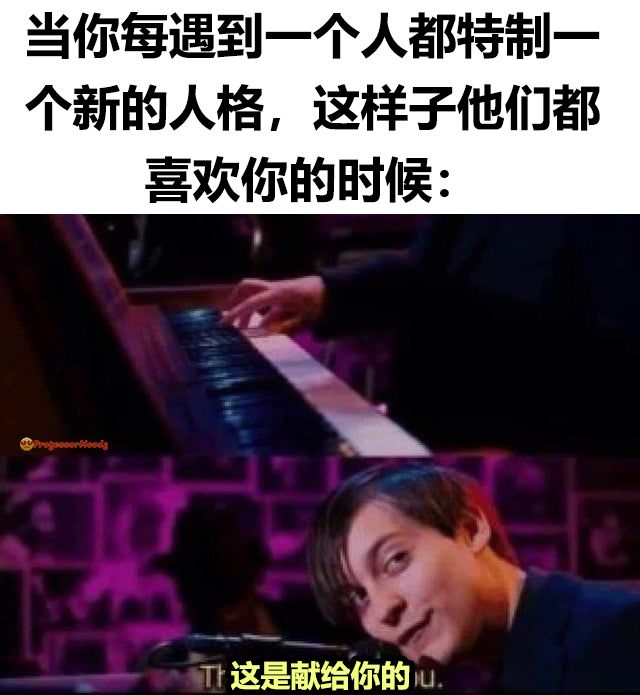 当你每遇到一个人都特制一
个新的人格，这样子他们都
喜欢你的时候：
ProfessorMeody
这是献给你的